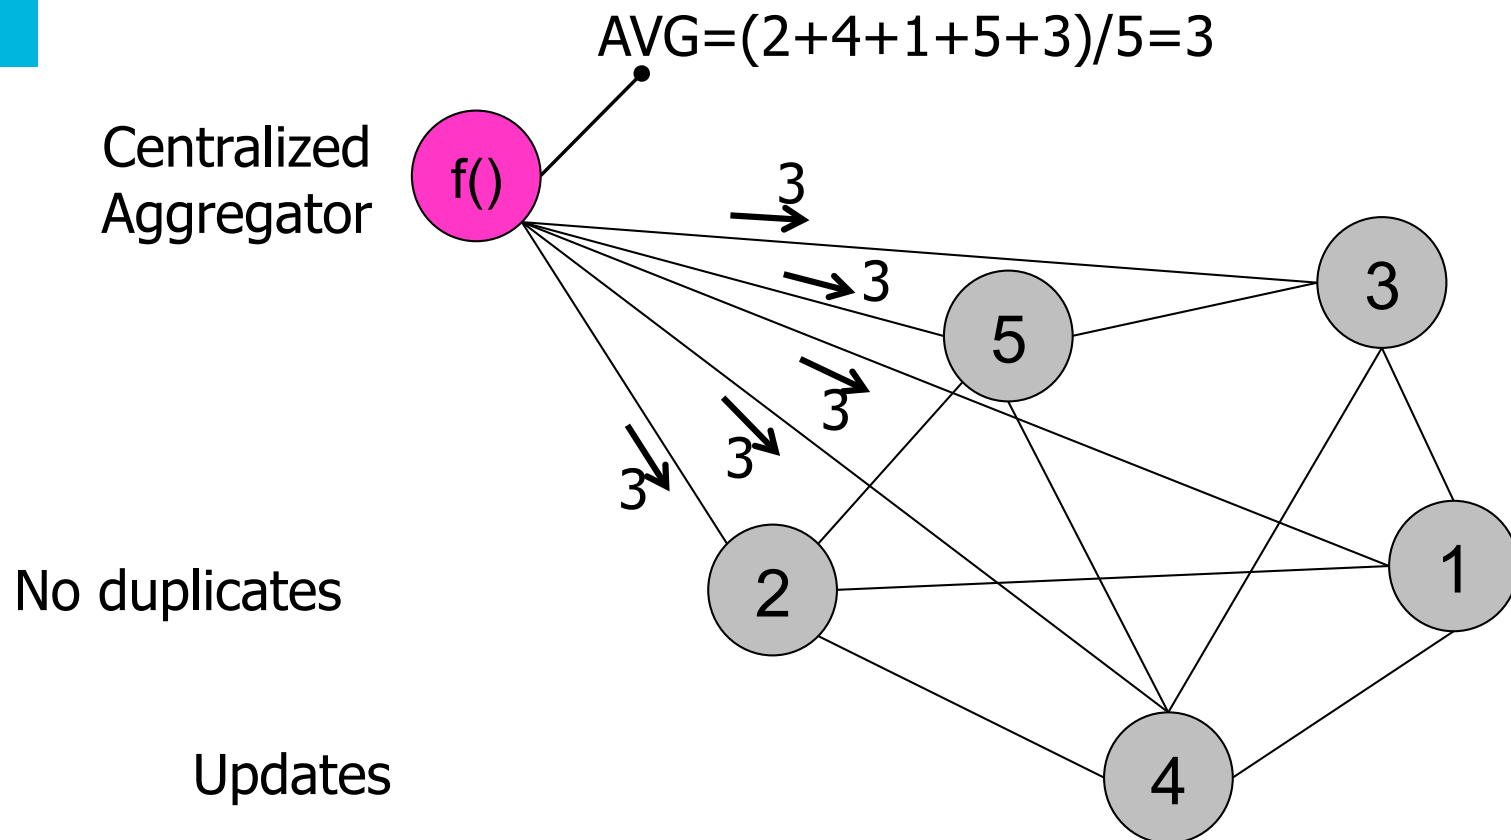 AVG=(2+4+1+5+3)/5=3
Centralized
Aggregator
f()
3
3
3
3
3
3
5
2
1
4
No duplicates
Updates